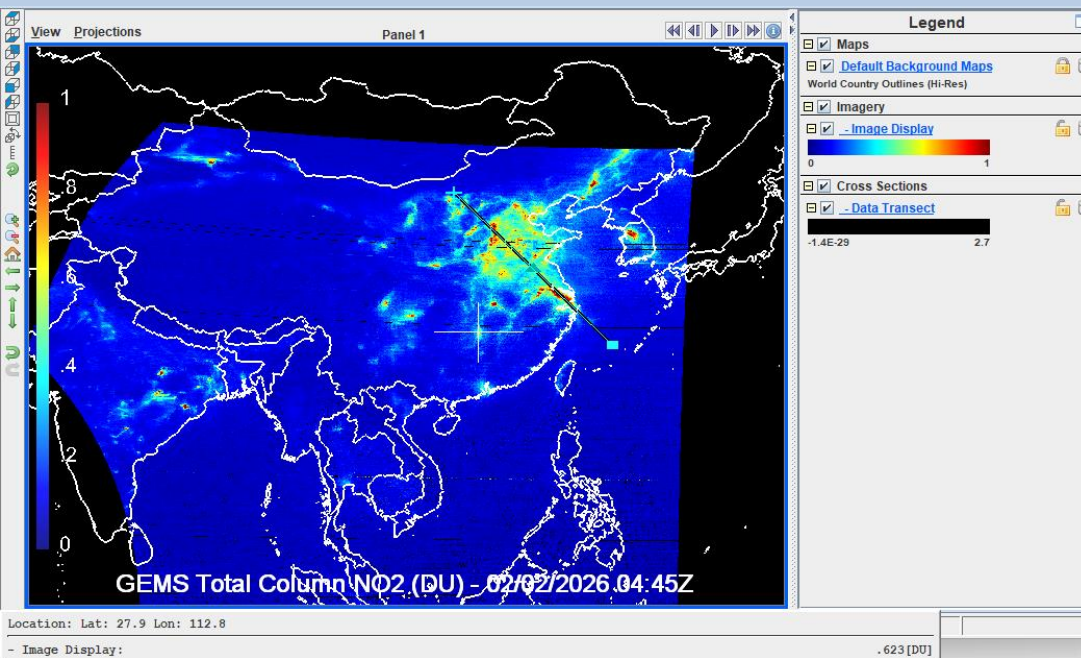 View Projections
Panel 1
Legend
Maps
Default Background Maps
World Country Outlines (Hi-Res)
Imagery
- Image Display
0 1
Cross Sections
- Data Transect
-1.4E-29 2.7
1
.8
.6
.4
.2
0
GEMS Total Column NO2 (DU) - 02/02/2026 04:45Z
Location: Lat: 27.9 Lon: 112.8
- Image Display: .623[DU]